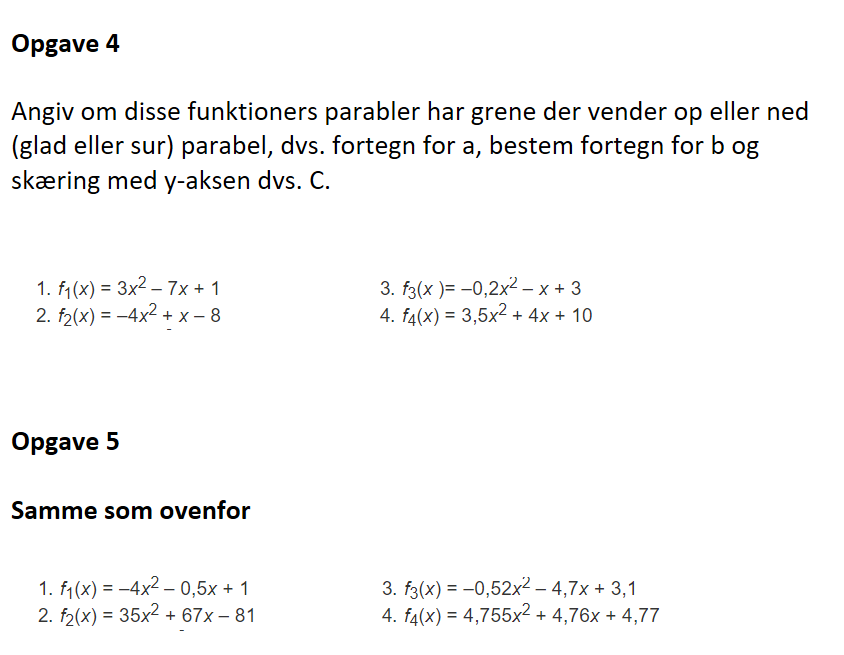 Opgave 4
Angiv om disse funktioners parabler har grene der vender op eller ned
(glad eller sur) parabel, dvs. fortegn for a, bestem fortegn for b og
skæring med y-aksen dvs. C.
1. f₁(x) = 3x² – 7x + 1
2. f₂(x) = –4x² + x – 8
3. f₃(x )= –0,2x² – x + 3
4. f₄(x) = 3,5x² + 4x + 10
Opgave 5
Samme som ovenfor
1. f₁(x) = –4x² – 0,5x + 1
2. f₂(x) = 35x² + 67x – 81
3. f₃(x) = –0,52x² – 4,7x + 3,1
4. f₄(x) = 4,755x² + 4,76x + 4,77